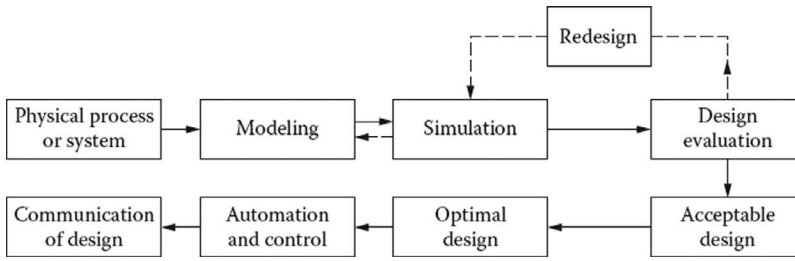 Redesign
Physical process
or system
Modeling
Simulation
Design
evaluation
Communication
of design
Automation
and control
Optimal
design
Acceptable
design